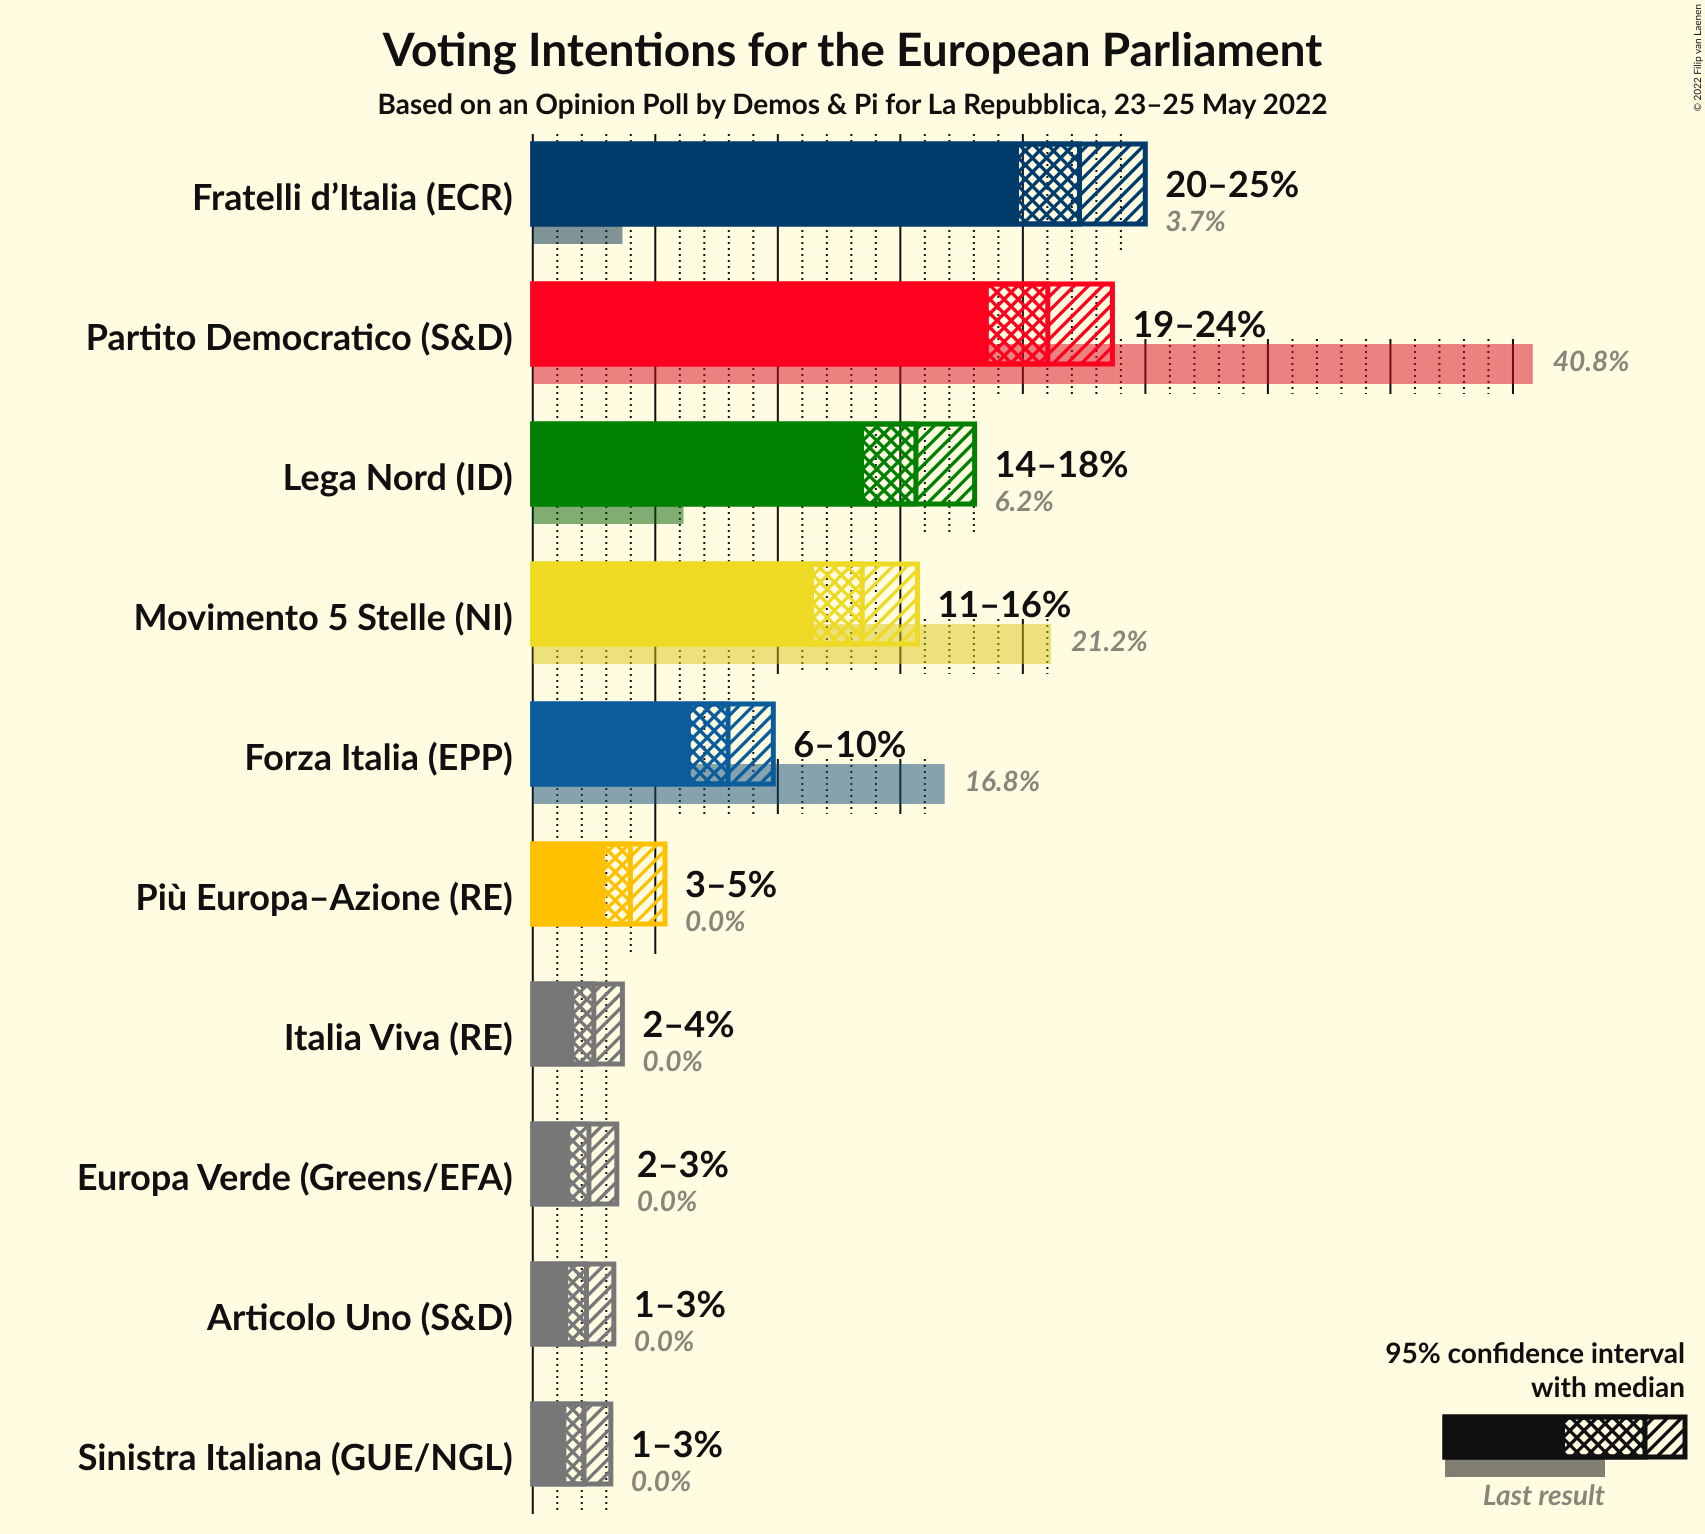 Voting Intentions for the European Parliament
Based on an Opinion Poll by Demos & Pi for La Repubblica, 23–25 May 2022
© 2022 Filip van Laenen
Fratelli d’Italia (ECR)
20–25%
3.7%
Partito Democratico (S&D)
19–24%
40.8%
Lega Nord (ID)
14–18%
6.2%
Movimento 5 Stelle (NI)
11–16%
21.2%
Forza Italia (EPP)
6–10%
16.8%
Più Europa–Azione (RE)
3–5%
0.0%
Italia Viva (RE)
2–4%
0.0%
Europa Verde (Greens/EFA)
2–3%
0.0%
Articolo Uno (S&D)
1–3%
0.0%
Sinistra Italiana (GUE/NGL)
1–3%
0.0%
95% confidence interval
with median
Last result